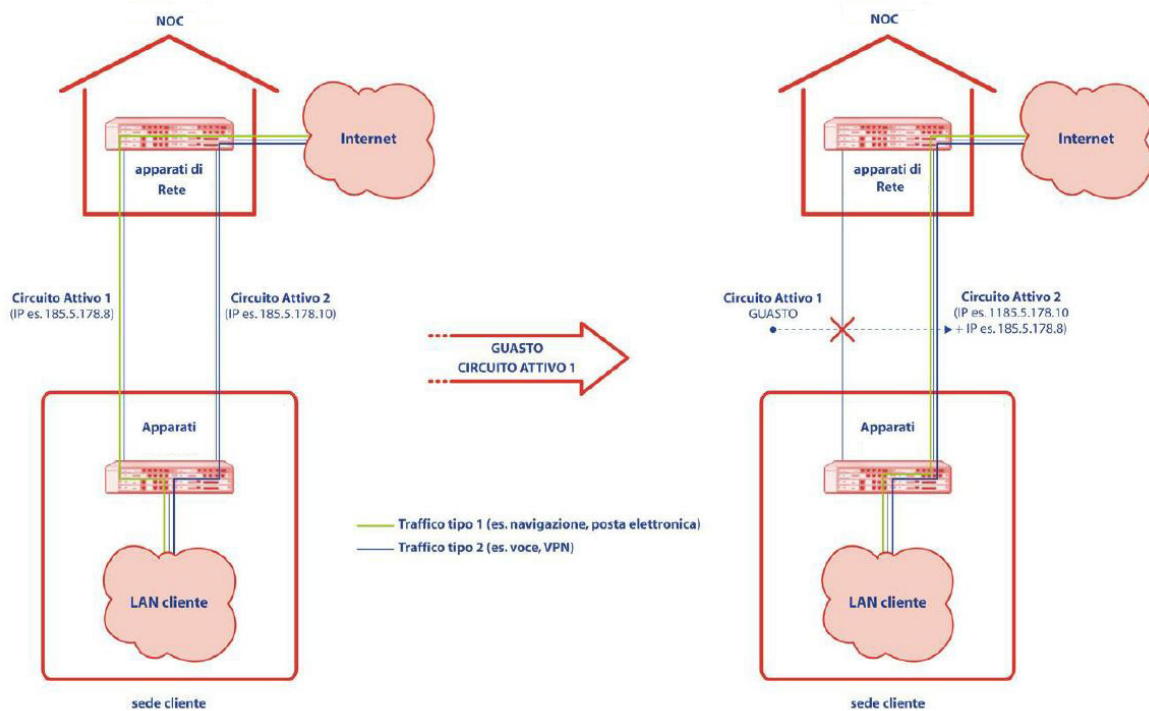 NOC
Internet
apparati di
Rete
Circuito Attivo 1
(IP es. 185.5.178.8)
Circuito Attivo 2
(IP es. 185.5.178.10)
Apparati
LAN cliente
sede cliente
GUASTO
CIRCUITO ATTIVO 1
Traffico tipo 1 (es. navigazione, posta elettronica)
Traffico tipo 2 (es. voce, VPN)
NOC
Internet
apparati di
Rete
Circuito Attivo 1
GUASTO
Circuito Attivo 2
(IP es. 1185.5.178.10
+ IP es. 185.5.178.8)
Apparati
LAN cliente
sede cliente